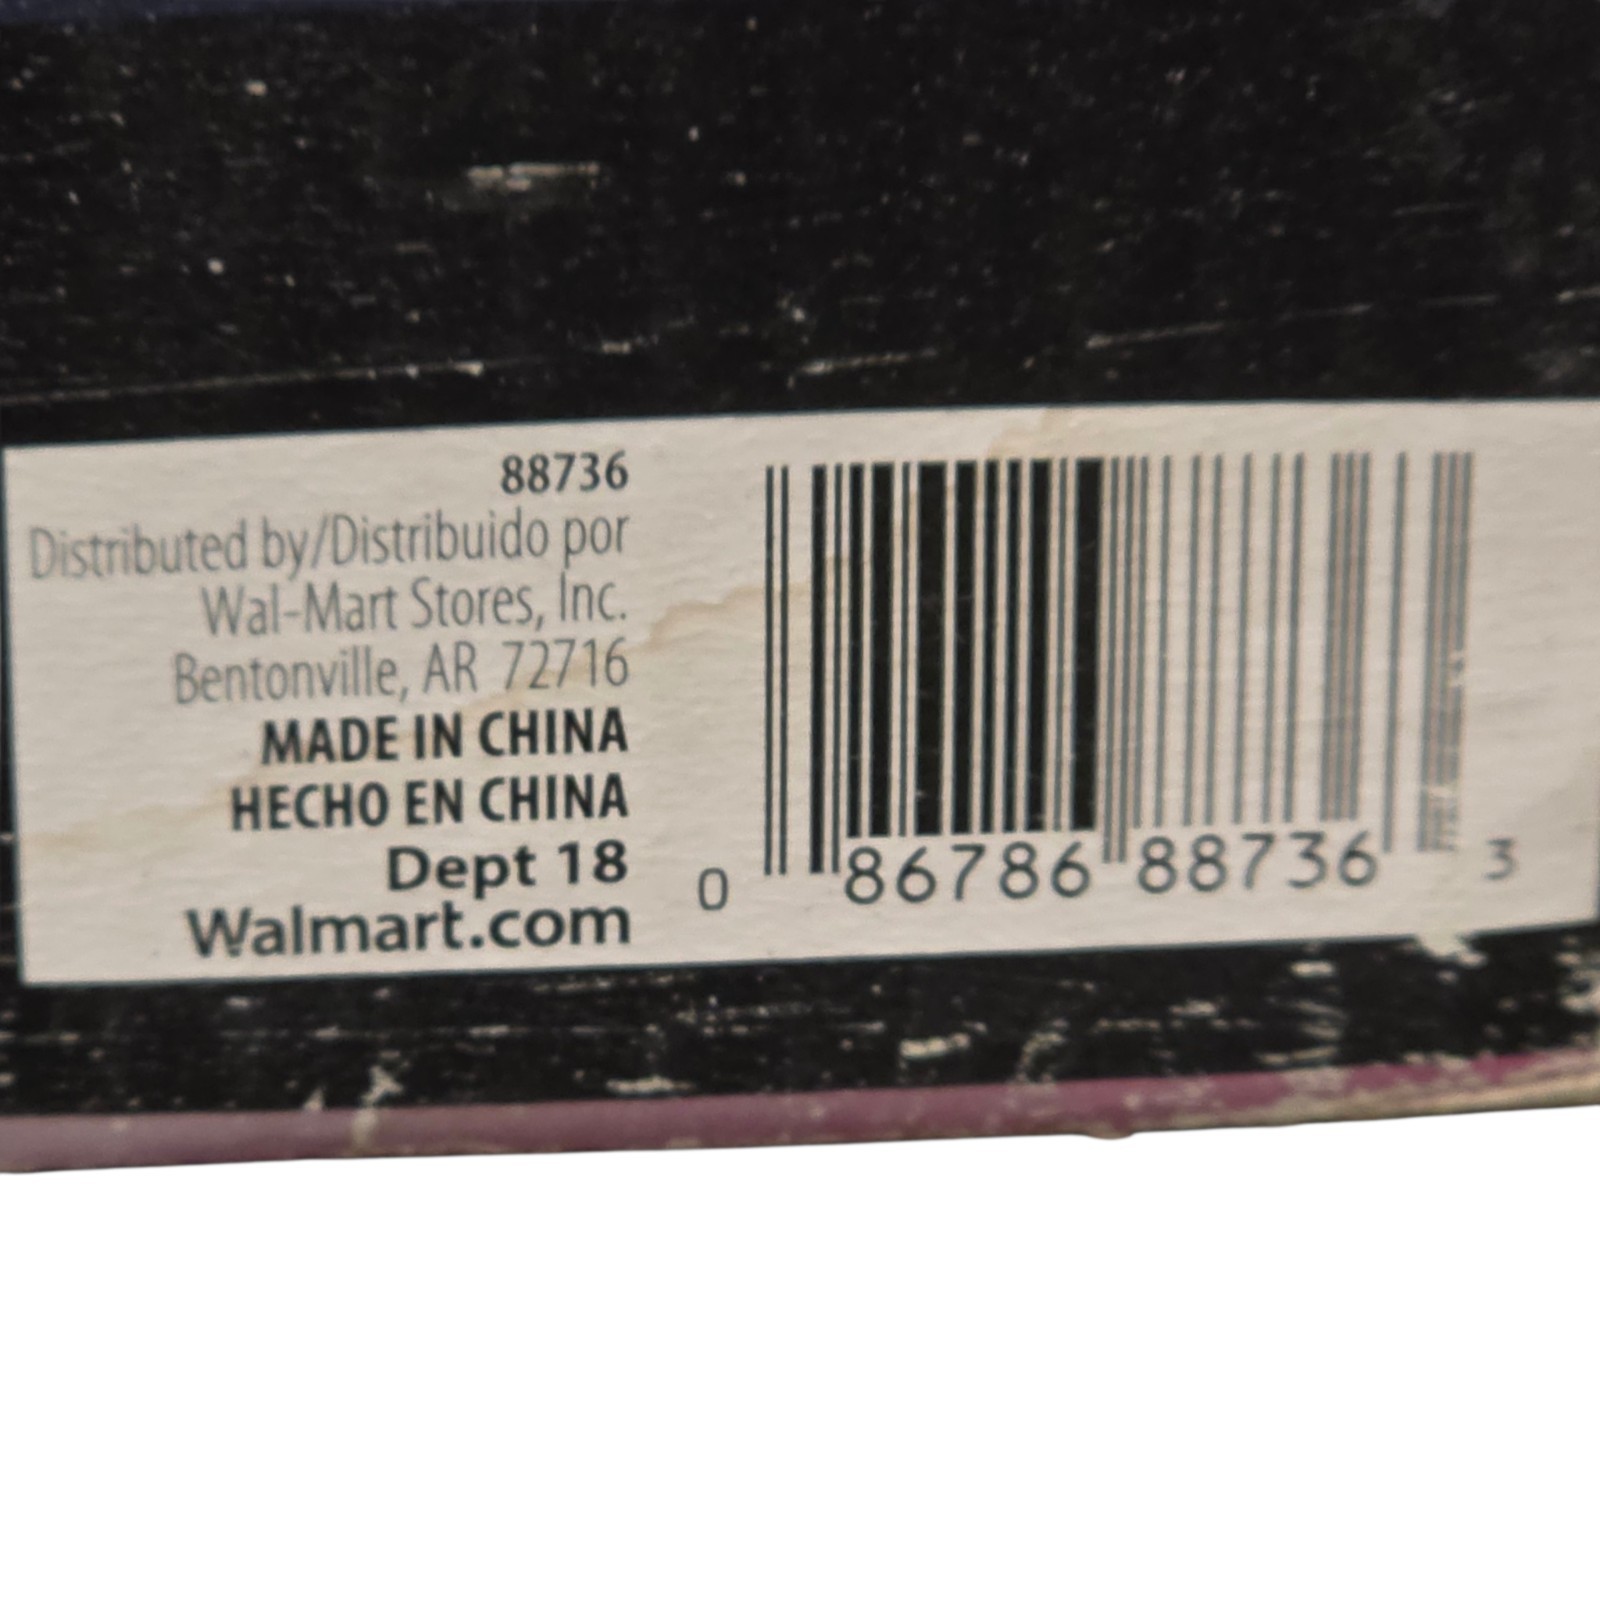 88736
Distributed by/Distribuido por
Wal-Mart Stores, Inc.
Bentonville, AR 72716
MADE IN CHINA
HECHO EN CHINA
Dept 18
Walmart.com
0 86786 88736 3